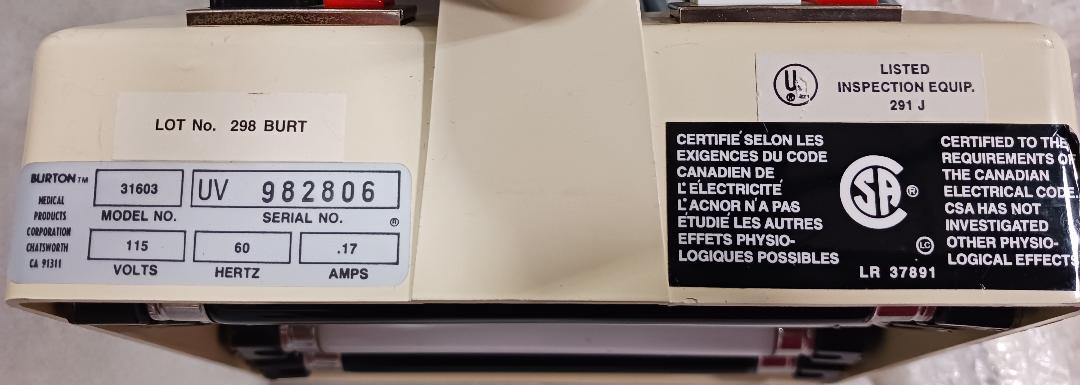 LOT No. 298 BURT
BURTON™
MEDICAL
PRODUCTS
CORPORATION
CHATSWORTH
CA 91311
31603
MODEL NO.
UV 982806
SERIAL NO.
®
115
VOLTS
60
HERTZ
.17
AMPS
UL
LISTED
INSPECTION EQUIP.
291 J
CERTIFIÉ SELON LES
EXIGENCES DU CODE
CANADIEN DE
L'ÉLECTRICITÉ
L'ACNOR N'A PAS
ÉTUDIÉ LES AUTRES
EFFETS PHYSIO-
LOGIQUES POSSIBLES
CSA®
LC
LR 37891
CERTIFIED TO THE
REQUIREMENTS OF
THE CANADIAN
ELECTRICAL CODE.
CSA HAS NOT
INVESTIGATED
OTHER PHYSIO-
LOGICAL EFFECTS